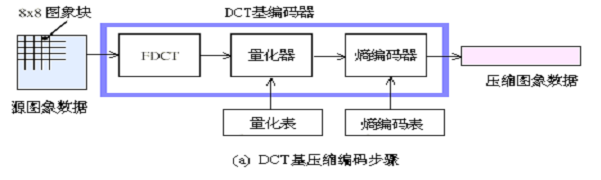 8x8 图象块
DCT基编码器
FDCT
量化器
熵编码器
源图象数据
压缩图象数据
量化表
熵编码表
(a) DCT基压缩编码步骤